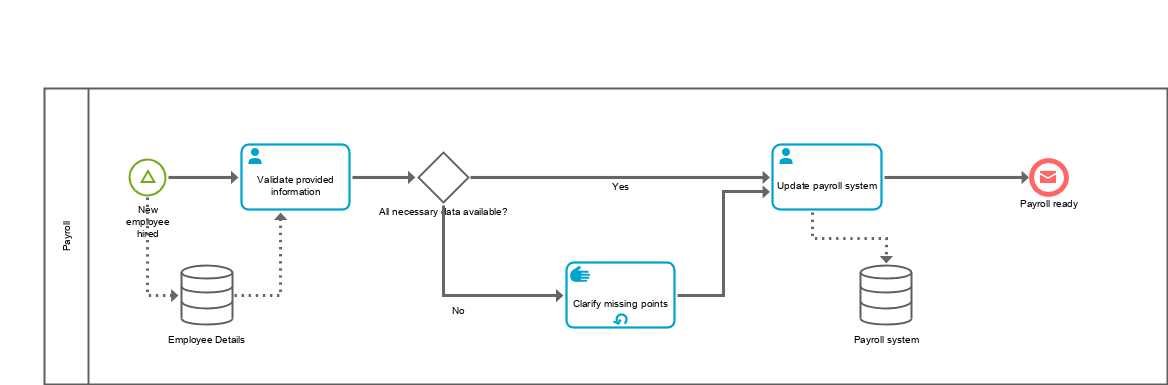 Payroll
New
employee
hired
Validate provided
information
All necessary data available?
Yes
No
Clarify missing points
Update payroll system
Payroll ready
Employee Details
Payroll system